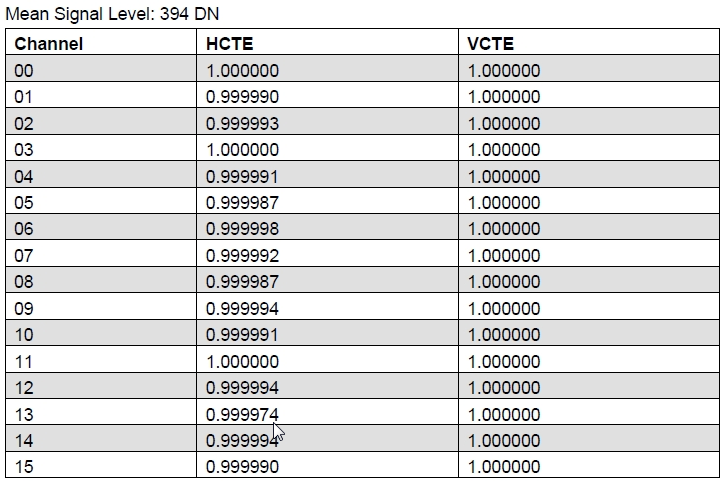 Mean Signal Level: 394 DN
Channel HCTE VCTE
00 1.000000 1.000000
01 0.999990 1.000000
02 0.999993 1.000000
03 1.000000 1.000000
04 0.999991 1.000000
05 0.999987 1.000000
06 0.999998 1.000000
07 0.999992 1.000000
08 0.999987 1.000000
09 0.999994 1.000000
10 0.999991 1.000000
11 1.000000 1.000000
12 0.999994 1.000000
13 0.999974 1.000000
14 0.999994 1.000000
15 0.999990 1.000000